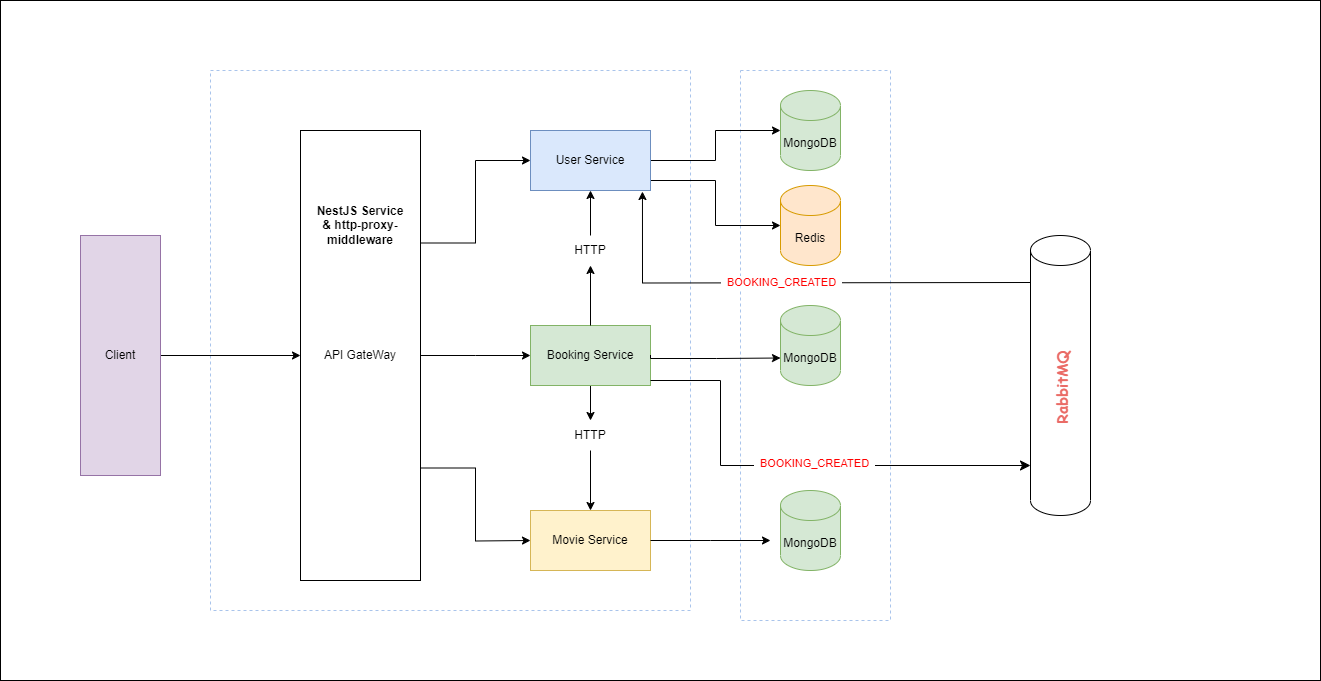 Client
NestJS Service
& http-proxy-
middleware
API GateWay
User Service
HTTP
Booking Service
HTTP
Movie Service
MongoDB
Redis
BOOKING_CREATED
MongoDB
BOOKING_CREATED
MongoDB
RabbitMQ